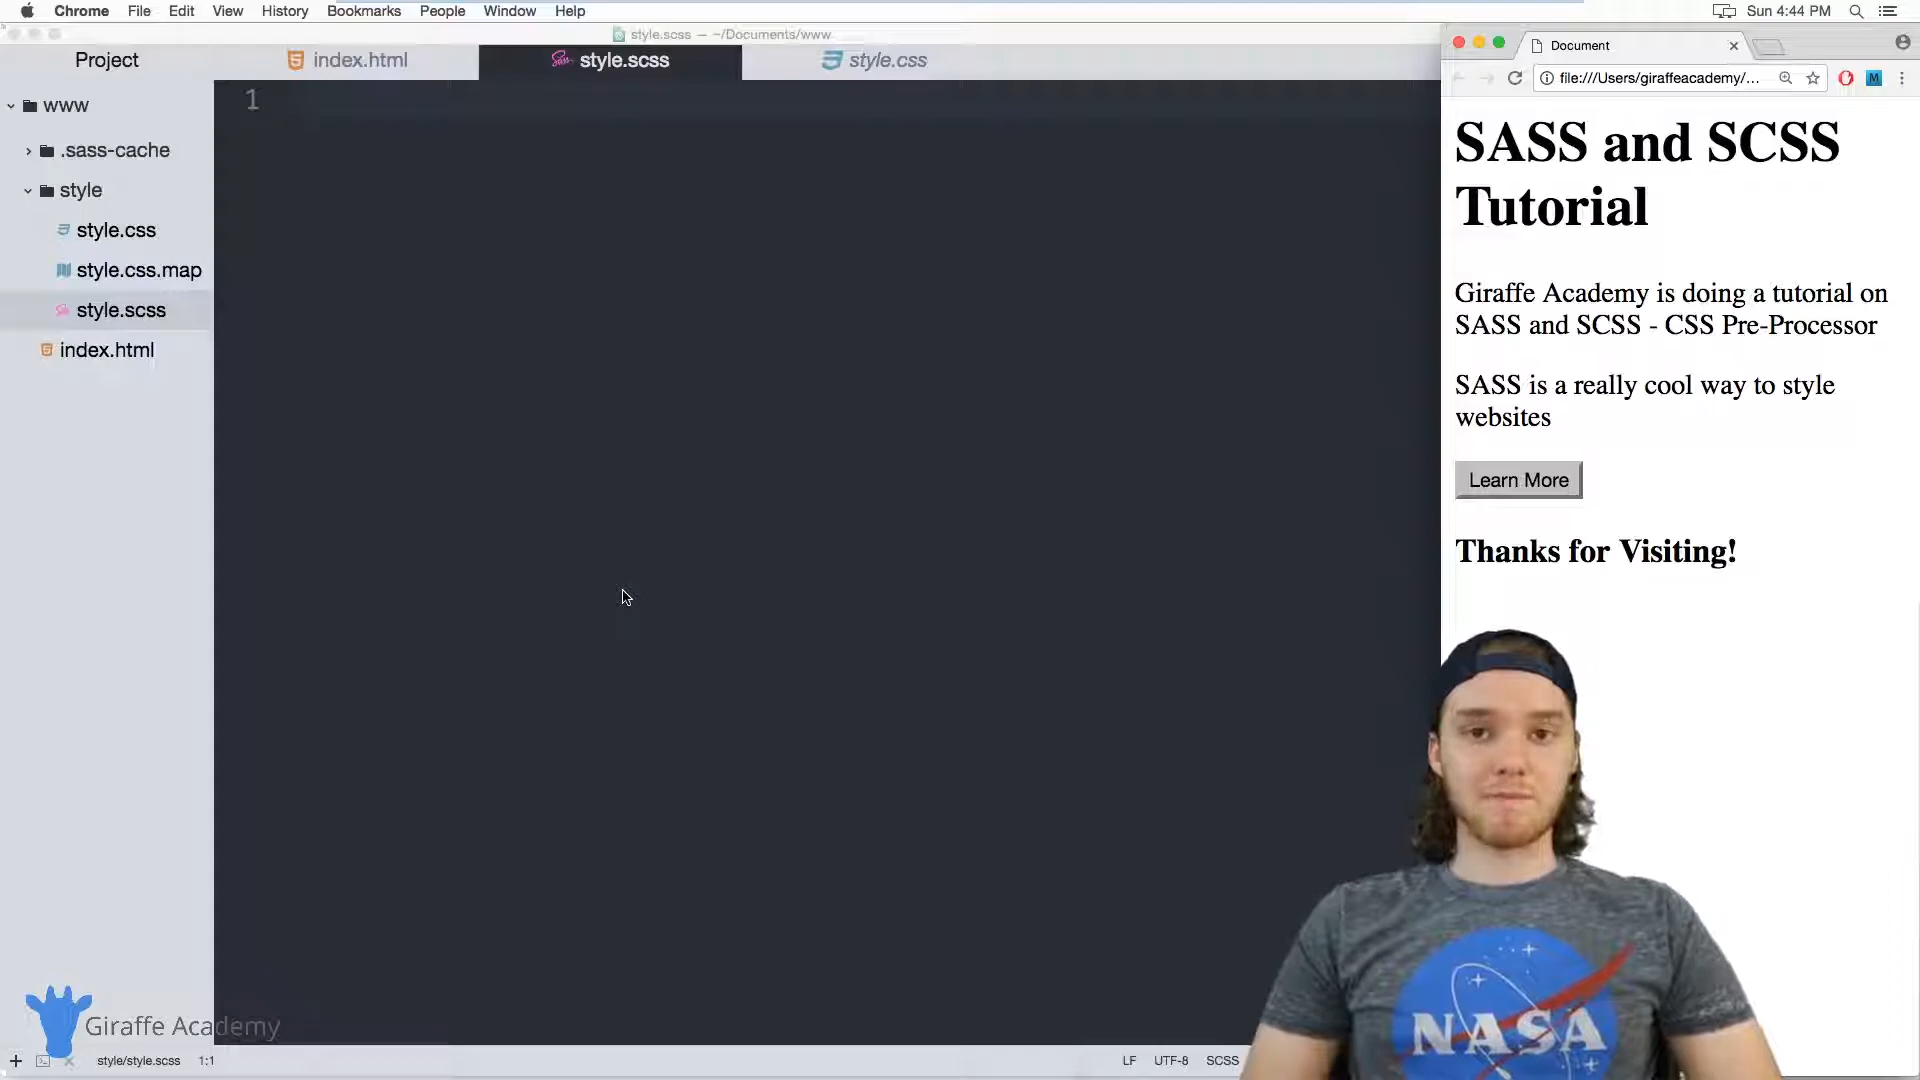 Chrome File Edit View History Bookmarks People Window Help
Sun 4:44 PM
style.scss — ~/Documents/www
Project
index.html
style.scss
style.css
1
www
.sass-cache
style
style.css
style.css.map
style.scss
index.html
Document
file:///Users/giraffeacademy/...
M
SASS and SCSS
Tutorial
Giraffe Academy is doing a tutorial on
SASS and SCSS - CSS Pre-Processor
SASS is a really cool way to style
websites
Learn More
Thanks for Visiting!
NASA
Giraffe Academy
style/style.scss 1:1
LF UTF-8 SCSS